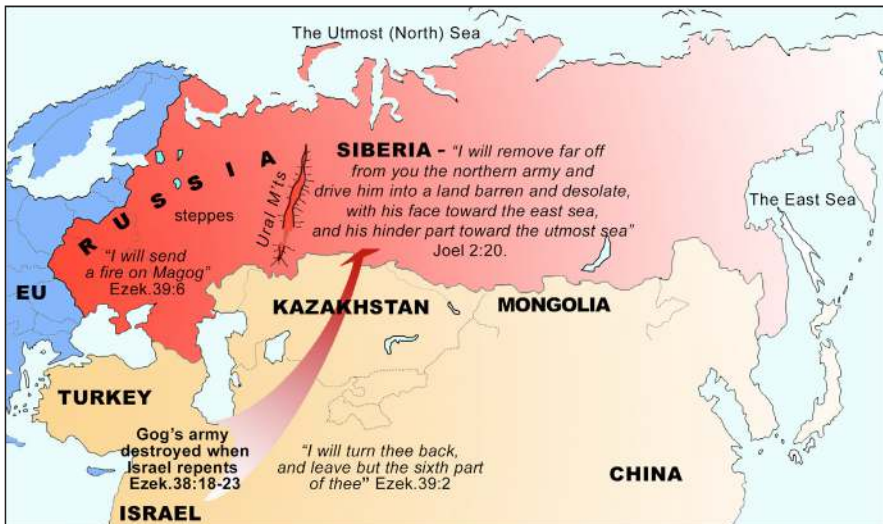 The Utmost (North) Sea
RUSSIA
steppes
Ural M'ts
SIBERIA - “I will remove far off
from you the northern army and
drive him into a land barren and desolate,
with his face toward the east sea,
and his hinder part toward the utmost sea”
Joel 2:20.
The East Sea
“I will send
a fire on Magog”
Ezek.39:6
EU
KAZAKHSTAN
MONGOLIA
TURKEY
Gog's army
destroyed when
Israel repents
Ezek.38:18-23
“I will turn thee back,
and leave but the sixth part
of thee” Ezek.39:2
CHINA
ISRAEL